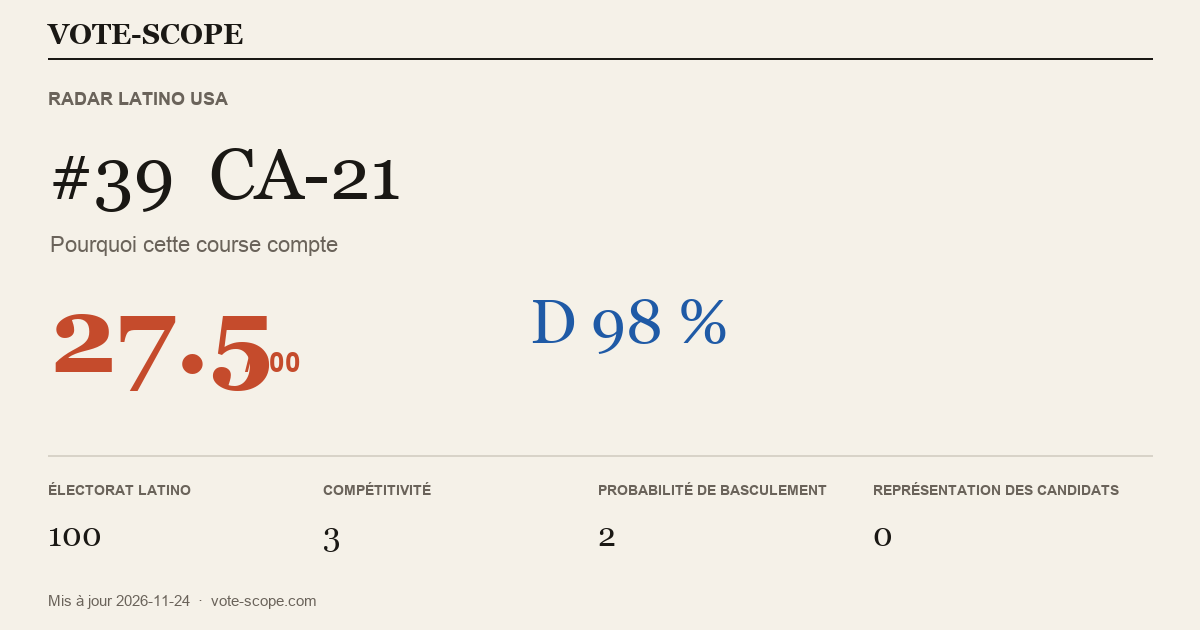 VOTE-SCOPE
RADAR LATINO USA
#39 CA-21
Pourquoi cette course compte
27.5
D 98 %
ÉLECTORAT LATINO
COMPÉTITIVITÉ
PROBABILITÉ DE BASCULEMENT
REPRÉSENTATION DES CANDIDATS
100
3
2
0
Mis à jour 2026-11-24 · vote-scope.com